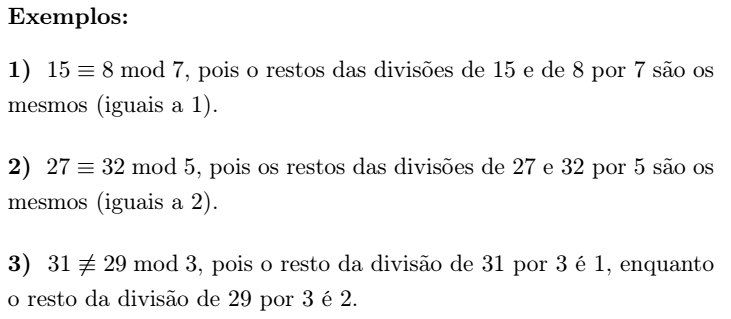 Exemplos:
1) 15 ≡ 8 mod 7, pois o restos das divisões de 15 e de 8 por 7 são os
mesmos (iguais a 1).
2) 27 ≡ 32 mod 5, pois os restos das divisões de 27 e 32 por 5 são os
mesmos (iguais a 2).
3) 31 ≢ 29 mod 3, pois o resto da divisão de 31 por 3 é 1, enquanto
o resto da divisão de 29 por 3 é 2.